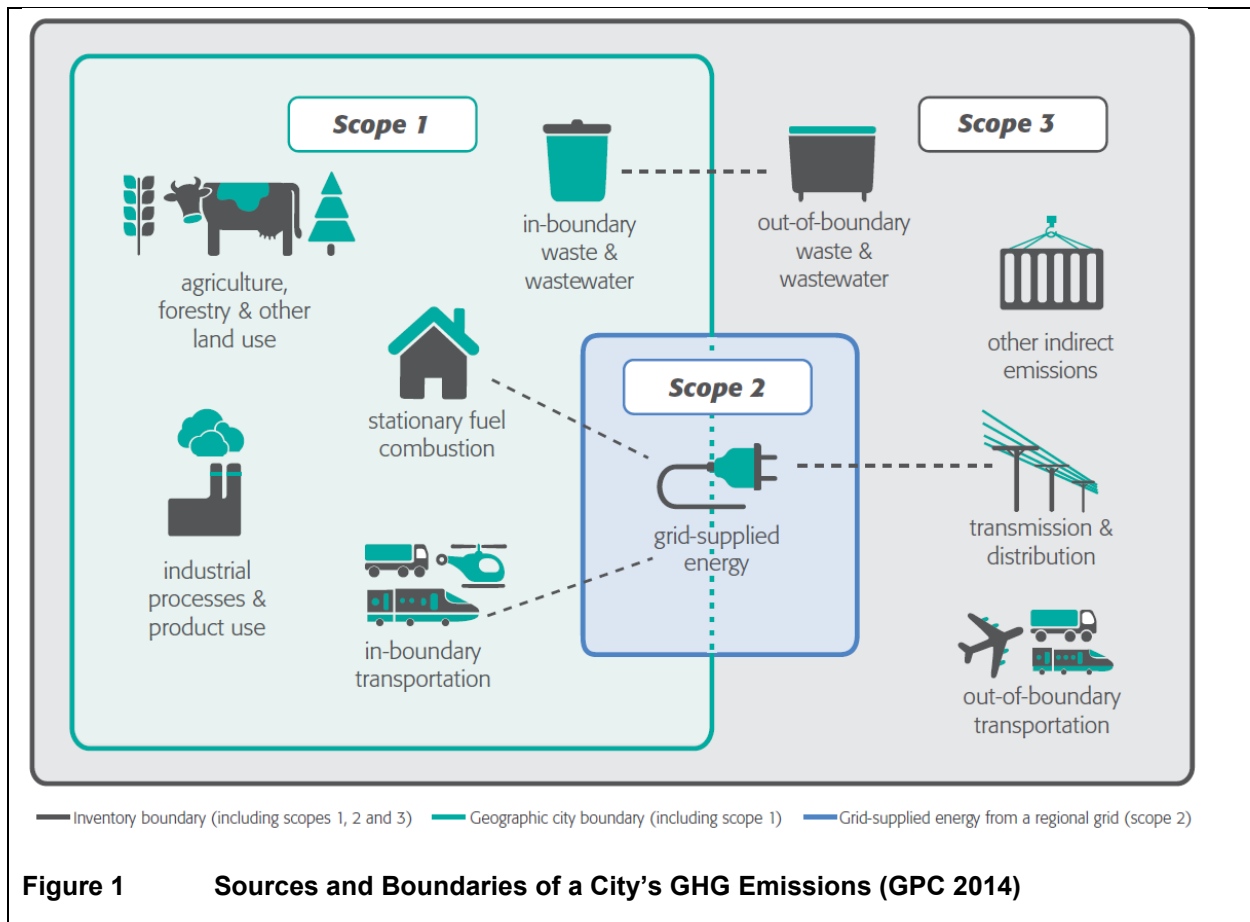 Scope 1
Scope 3
in-boundary
waste &
wastewater
out-of-boundary
waste &
wastewater
agriculture,
forestry & other
land use
other indirect
emissions
Scope 2
stationary fuel
combustion
grid-supplied
energy
transmission &
distribution
industrial
processes &
product use
in-boundary
transportation
out-of-boundary
transportation
Inventory boundary (including scopes 1, 2 and 3) Geographic city boundary (including scope 1) Grid-supplied energy from a regional grid (scope 2)
Figure 1 Sources and Boundaries of a City's GHG Emissions (GPC 2014)